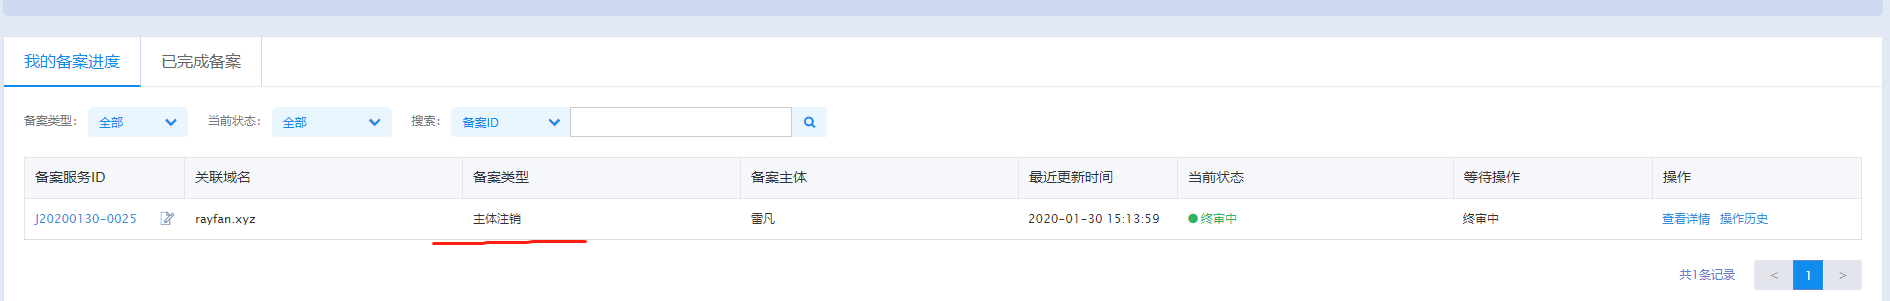 我的备案进度 已完成备案
备案类型: 全部 当前状态: 全部 搜索: 备案ID
备案服务ID 关联域名 备案类型 备案主体 最近更新时间 当前状态 等待操作 操作
J20200130-0025 rayfan.xyz 主体注销 雷凡 2020-01-30 15:13:59 终审中 终审中 查看详情 操作历史
共1条记录 < 1 >